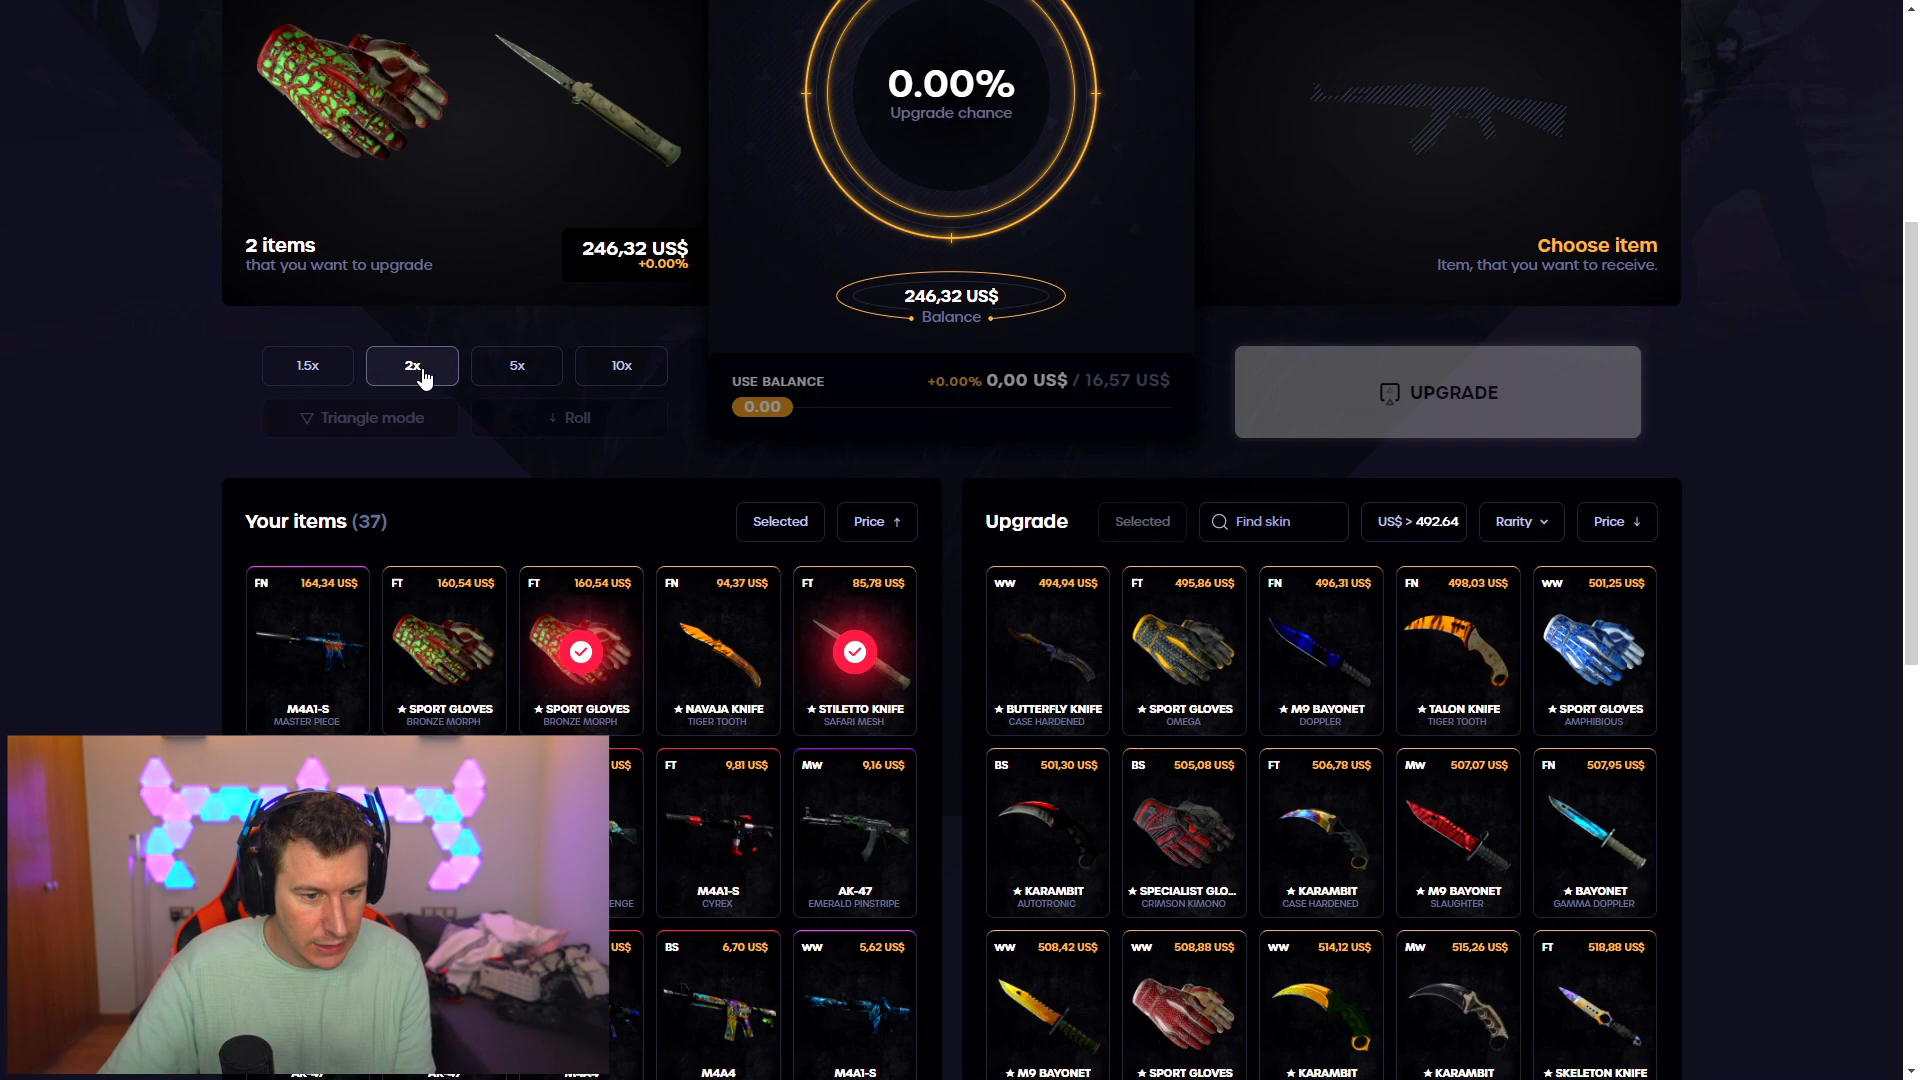 0.00%
Upgrade chance
2 items
that you want to upgrade
246,32 US$
+0.00%
Choose item
Item, that you want to receive.
246,32 US$
Balance
1.5x
2x
5x
10x
Triangle mode
Roll
USE BALANCE
+0.00% 0,00 US$ / 16,57 US$
0.00
UPGRADE
Your items (37)
Selected
Price
Upgrade
Selected
Find skin
US$ > 492.64
Rarity
Price
FN 164,34 US$
M4A1-S
MASTER PIECE
FT 160,54 US$
★ SPORT GLOVES
BRONZE MORPH
FT 160,54 US$
★ SPORT GLOVES
BRONZE MORPH
FN 94,37 US$
★ NAVAJA KNIFE
TIGER TOOTH
FT 85,78 US$
★ STILETTO KNIFE
SAFARI MESH
WW 494,94 US$
★ BUTTERFLY KNIFE
CASE HARDENED
FT 495,86 US$
★ SPORT GLOVES
OMEGA
FN 496,31 US$
★ M9 BAYONET
DOPPLER
FN 498,03 US$
★ TALON KNIFE
TIGER TOOTH
WW 501,25 US$
★ SPORT GLOVES
AMPHIBIOUS
US$
ENGE
FT 9,81 US$
M4A1-S
CYREX
MW 9,16 US$
AK-47
EMERALD PINSTRIPE
BS 501,30 US$
★ KARAMBIT
AUTOTRONIC
BS 505,08 US$
★ SPECIALIST GLO...
CRIMSON KIMONO
FT 506,78 US$
★ KARAMBIT
CASE HARDENED
MW 507,07 US$
★ M9 BAYONET
SLAUGHTER
FN 507,95 US$
★ BAYONET
GAMMA DOPPLER
US$
BS 6,70 US$
M4A4
WW 5,62 US$
M4A1-S
WW 508,42 US$
★ M9 BAYONET
WW 508,88 US$
★ SPORT GLOVES
WW 514,12 US$
★ KARAMBIT
MW 515,26 US$
★ KARAMBIT
FT 518,88 US$
★ SKELETON KNIFE